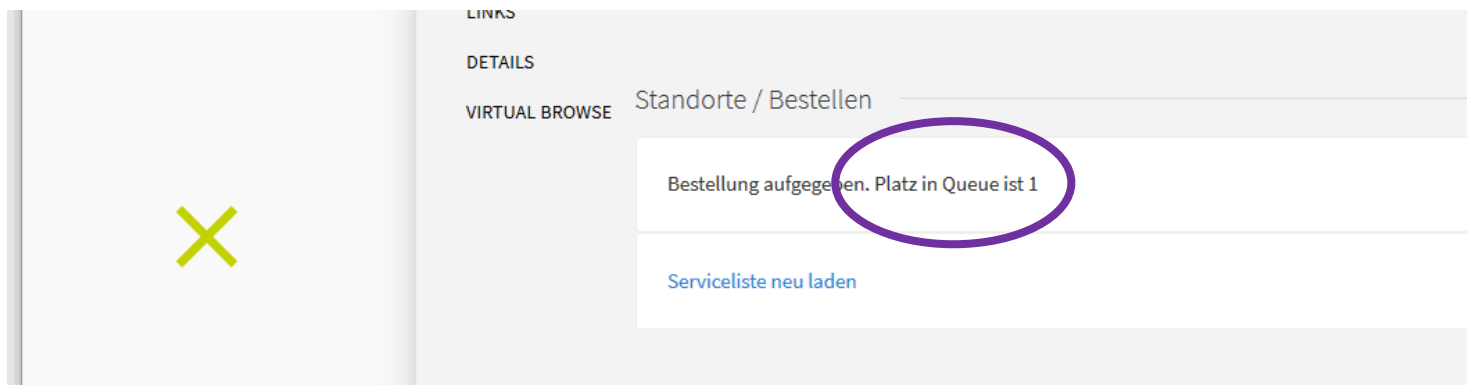 LINKS
DETAILS
VIRTUAL BROWSE
Standorte / Bestellen
Bestellung aufgegeben. Platz in Queue ist 1
Serviceliste neu laden